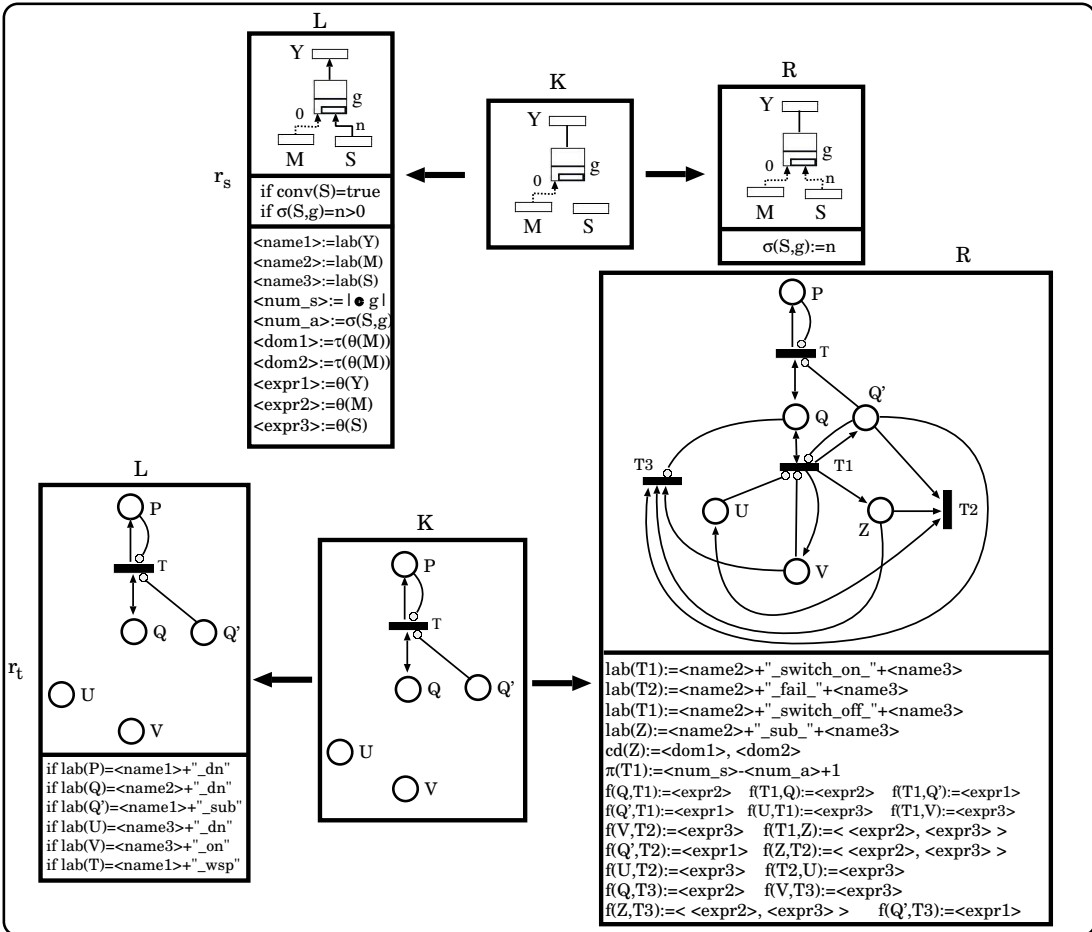 L
Y
g
0
n
M S
r_s
if conv(S)=true
if σ(S,g)=n>0
<name1>:=lab(Y)
<name2>:=lab(M)
<name3>:=lab(S)
<num_s>:=|• g|
<num_a>:=σ(S,g)
<dom1>:=τ(θ(M))
<dom2>:=τ(θ(M))
<expr1>:=θ(Y)
<expr2>:=θ(M)
<expr3>:=θ(S)
K
Y
g
0
M S
R
Y
g
0 n
M S
σ(S,g):=n
r_t
L
P
T
Q Q'
U
V
if lab(P)=<name1>+"_dn"
if lab(Q)=<name2>+"_dn"
if lab(Q')=<name1>+"_sub"
if lab(U)=<name3>+"_dn"
if lab(V)=<name3>+"_on"
if lab(T)=<name1>+"_wsp"
K
P
T
Q Q'
U
V
R
P
T
Q'
Q
T3 T1
U Z T2
V
lab(T1):=<name2>+"_switch_on_"+<name3>
lab(T2):=<name2>+"_fail_"+<name3>
lab(T1):=<name2>+"_switch_off_"+<name3>
lab(Z):=<name2>+"_sub_"+<name3>
cd(Z):=<dom1>, <dom2>
π(T1):=<num_s>-<num_a>+1
f(Q,T1):=<expr2> f(T1,Q):=<expr2> f(T1,Q'):=<expr1>
f(Q',T1):=<expr1> f(U,T1):=<expr3> f(T1,V):=<expr3>
f(V,T2):=<expr3> f(T1,Z):=< <expr2>, <expr3> >
f(Q',T2):=<expr1> f(Z,T2):=< <expr2>, <expr3> >
f(U,T2):=<expr3> f(T2,U):=<expr3>
f(Q,T3):=<expr2> f(V,T3):=<expr3>
f(Z,T3):=< <expr2>, <expr3> > f(Q',T3):=<expr1>